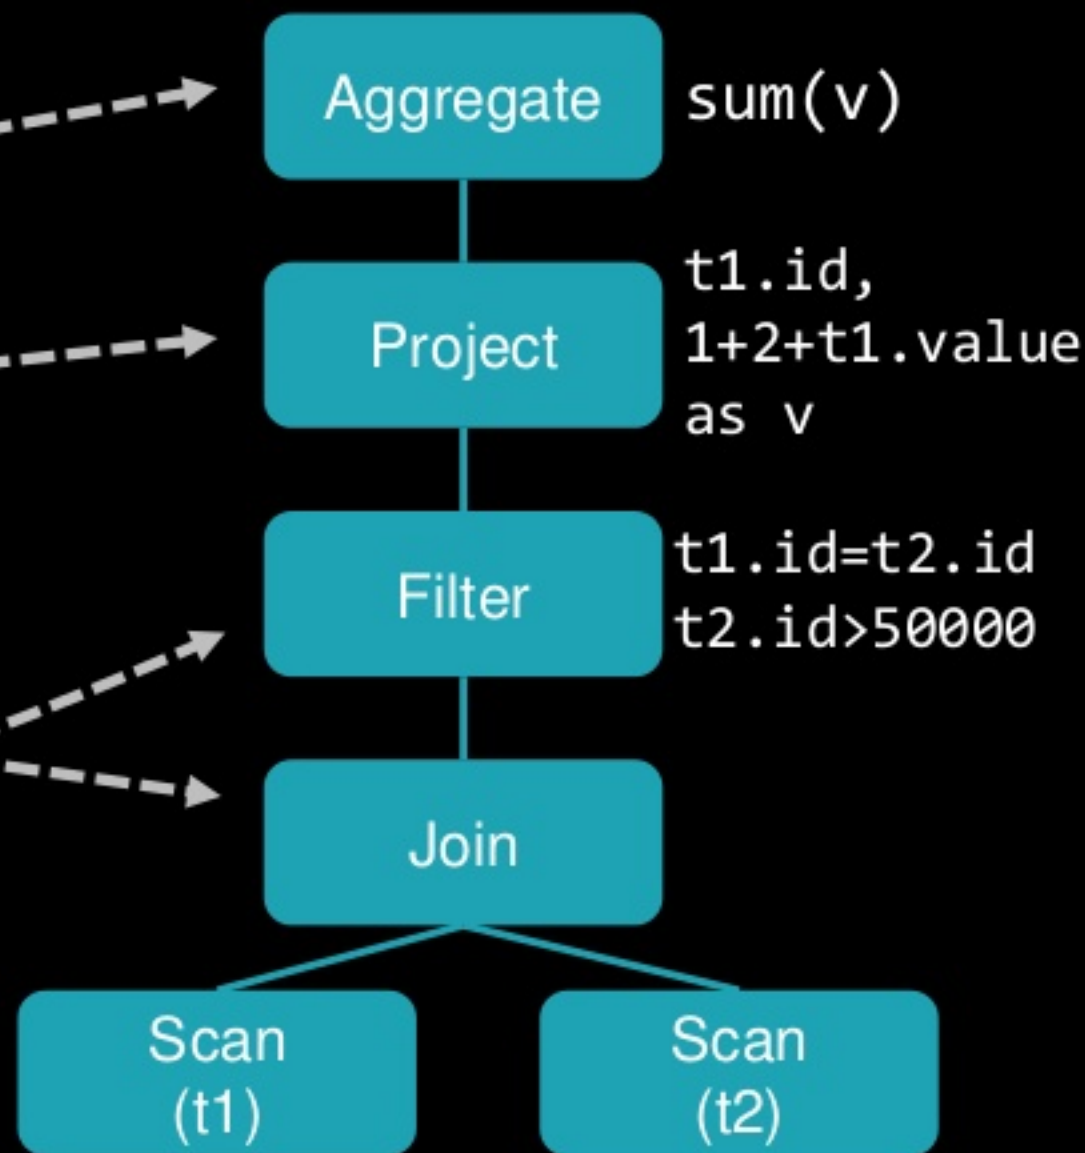 Aggregate
sum(v)
Project
t1.id,
1+2+t1.value
as v
Filter
t1.id=t2.id
t2.id>50000
Join
Scan
(t1)
Scan
(t2)